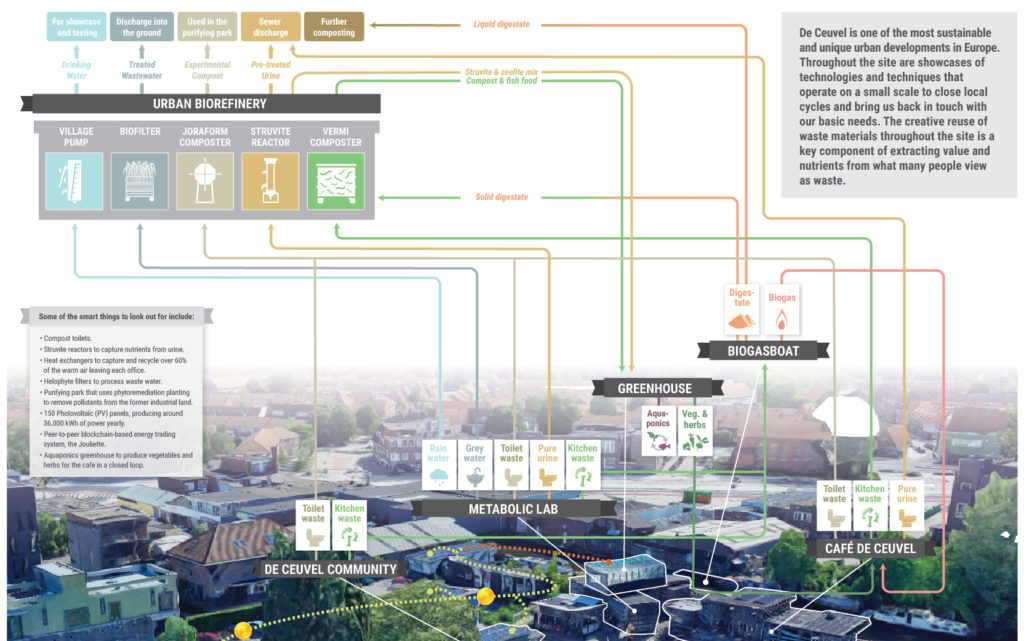 For showcase
and tasting
Discharge into
the ground
Used in the
purifying park
Sewer
discharge
Further
composting
Liquid digestate
Drinking
Water
Treated
Wastewater
Experimental
Compost
Pre-treated
Urine
Struvite & zeolite mix
Compost & fish food
URBAN BIOREFINERY
VILLAGE
PUMP
BIOFILTER
JORAFORM
COMPOSTER
STRUVITE
REACTOR
VERMI
COMPOSTER
Solid digestate
De Ceuvel is one of the most sustainable
and unique urban developments in Europe.
Throughout the site are showcases of
technologies and techniques that
operate on a small scale to close local
cycles and bring us back in touch with
our basic needs. The creative reuse of
waste materials throughout the site is a
key component of extracting value and
nutrients from what many people view
as waste.
Diges-
tate
Biogas
BIOGASBOAT
Some of the smart things to look out for include:
• Compost toilets.
• Struvite reactors to capture nutrients from urine.
• Heat exchangers to capture and recycle over 60%
of the warm air leaving each office.
• Helophyte filters to process waste water.
• Purifying park that uses phytoremediation planting
to remove pollutants from the former industrial land.
• 150 Photovoltaic (PV) panels, producing around
36.000 kWh of power yearly.
• Peer-to-peer blockchain-based energy trading
system, the Jouliette.
• Aquaponics greenhouse to produce vegetables and
herbs for the cafe in a closed loop.
GREENHOUSE
Aqua-
ponics
Veg. &
herbs
Rain
water
Grey
water
Toilet
waste
Pure
urine
Kitchen
waste
METABOLIC LAB
Toilet
waste
Kitchen
waste
DE CEUVEL COMMUNITY
Toilet
waste
Kitchen
waste
Pure
urine
CAFÉ DE CEUVEL